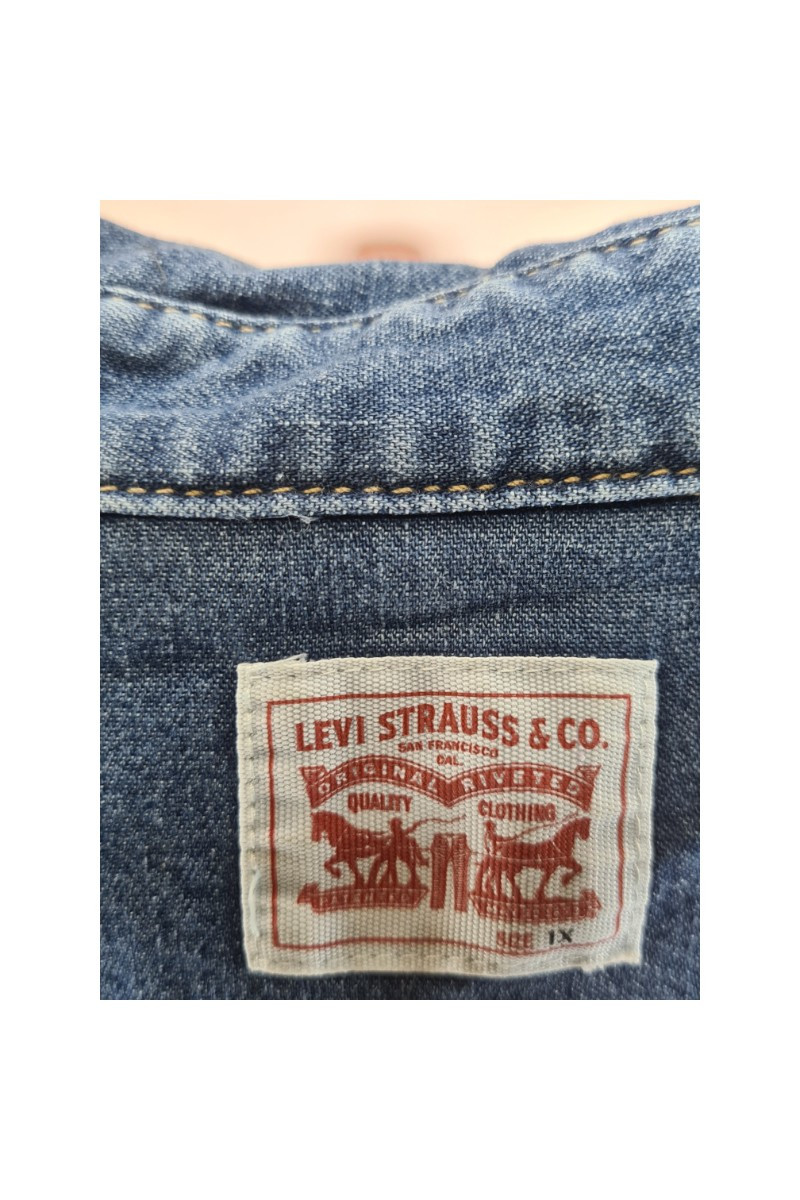 LEVI STRAUSS & CO.
SAN FRANCISCO
CAL.
ORIGINAL RIVETED
QUALITY CLOTHING
SIZE 1X